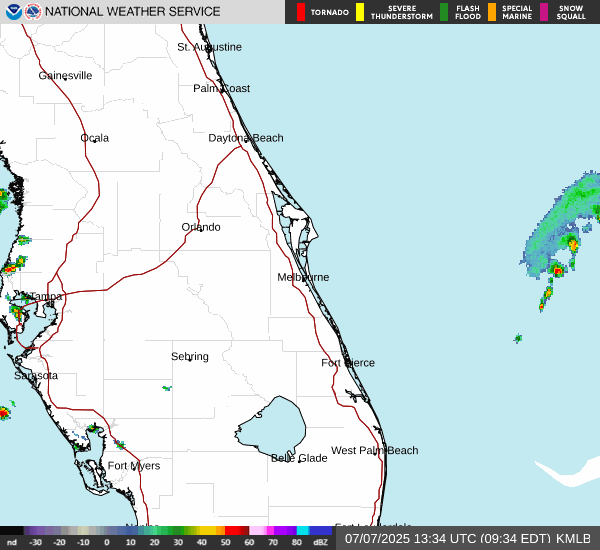 NATIONAL WEATHER SERVICE
TORNADO
SEVERE THUNDERSTORM
FLASH FLOOD
SPECIAL MARINE
SNOW SQUALL
St. Augustine
Gainesville
Palm Coast
Ocala
Daytona Beach
Orlando
Melbourne
Tampa
Sebring
Fort Pierce
Sarasota
West Palm Beach
Belle Glade
Fort Myers
nd -30 -20 -10 0 10 20 30 40 50 60 70 80 dBZ
07/07/2025 13:34 UTC (09:34 EDT) KMLB